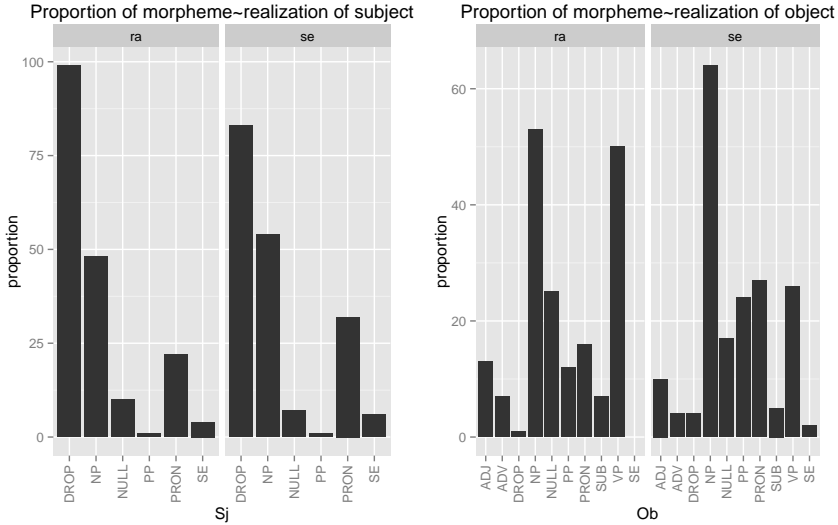 Proportion of morpheme~realization of subject
ra
se
100
75
50
25
0
proportion
DROP
NP
NULL
PP
PRON
SE
DROP
NP
NULL
PP
PRON
SE
Sj
Proportion of morpheme~realization of object
ra
se
60
40
20
0
proportion
ADJ
ADV
DROP
NP
NULL
PP
PRON
SUB
VP
SE
ADJ
ADV
DROP
NP
NULL
PP
PRON
SUB
VP
SE
Ob